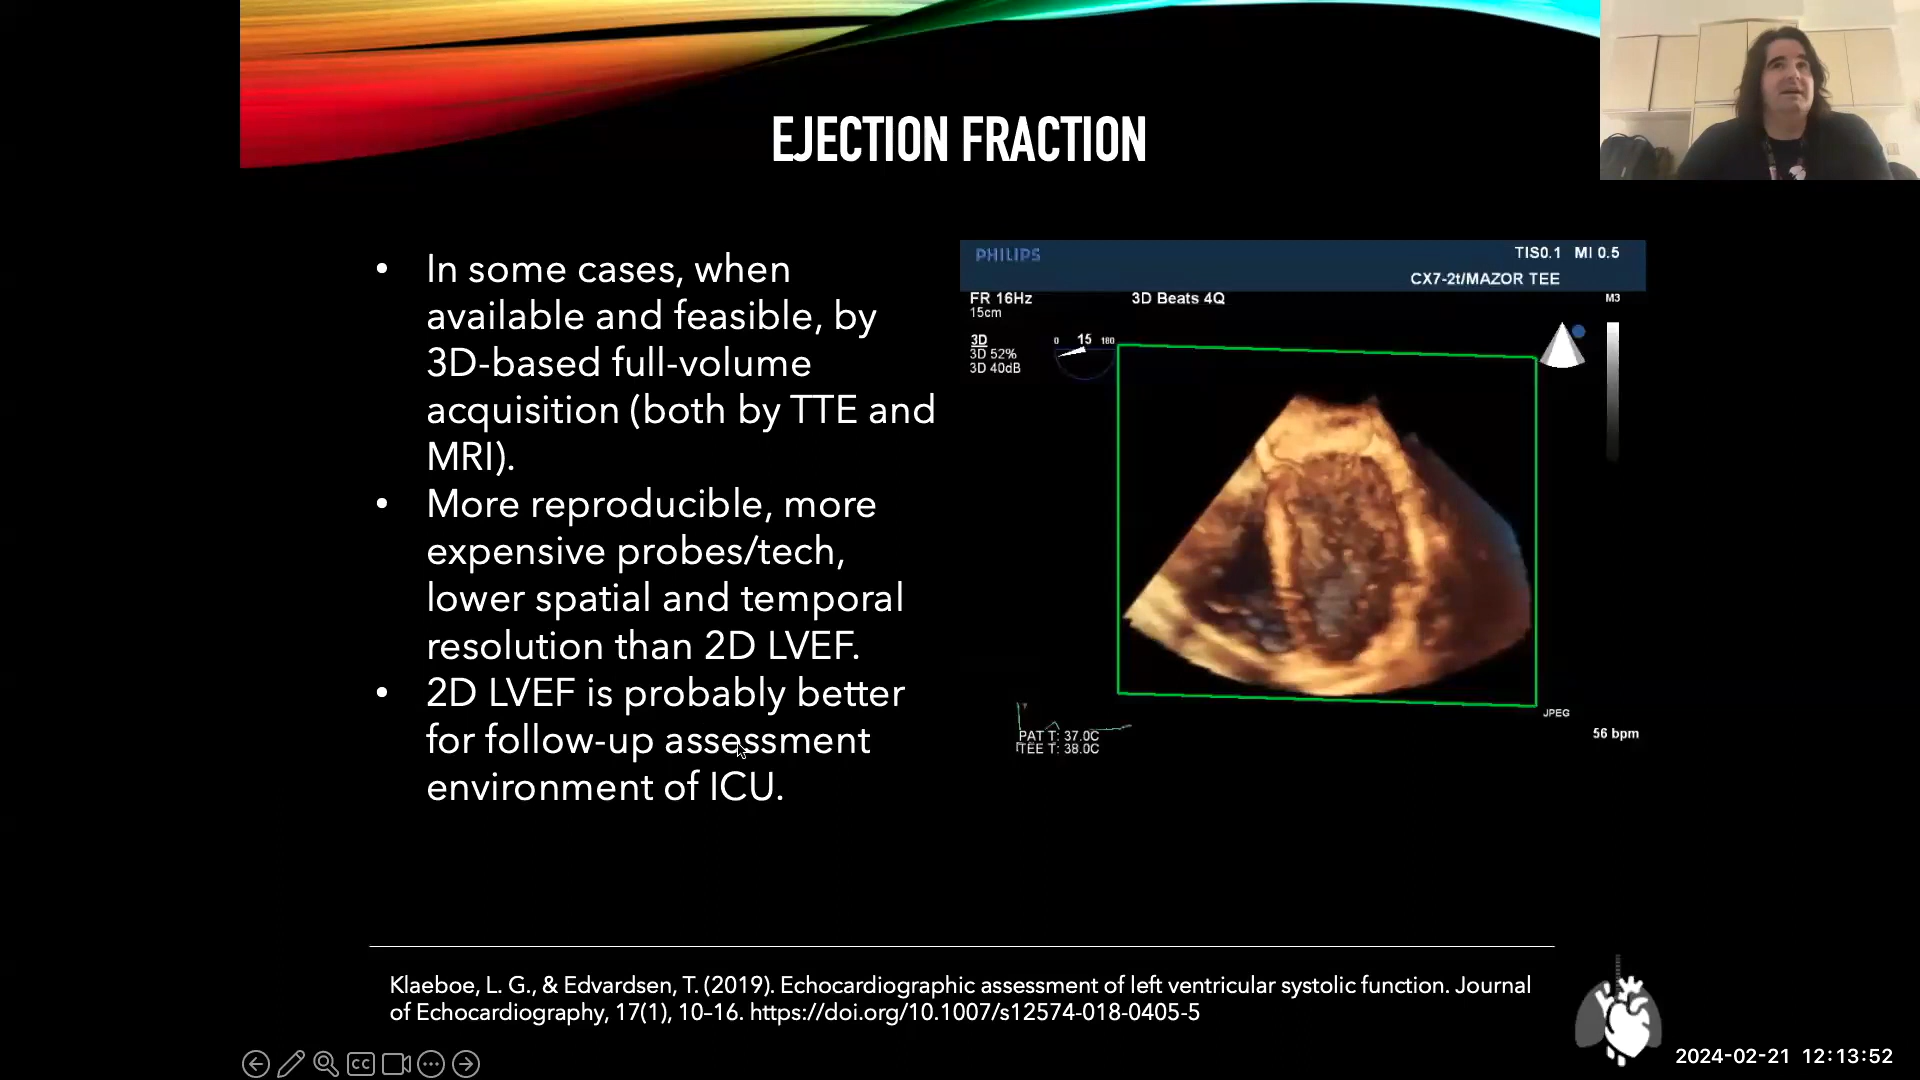 EJECTION FRACTION
• In some cases, when
available and feasible, by
3D-based full-volume
acquisition (both by TTE and
MRI).
• More reproducible, more
expensive probes/tech,
lower spatial and temporal
resolution than 2D LVEF.
• 2D LVEF is probably better
for follow-up assessment
environment of ICU.
PHILIPS
TIS0.1 MI 0.5
CX7-2t/MAZOR TEE
FR 16Hz
15cm
3D Beats 4Q
M3
3D
3D 52%
3D 40dB
0 15 180
JPEG
PAT T: 37.0C
TEE T: 38.0C
56 bpm
Klaeboe, L. G., & Edvardsen, T. (2019). Echocardiographic assessment of left ventricular systolic function. Journal
of Echocardiography, 17(1), 10–16. https://doi.org/10.1007/s12574-018-0405-5
CC
2024-02-21 12:13:52